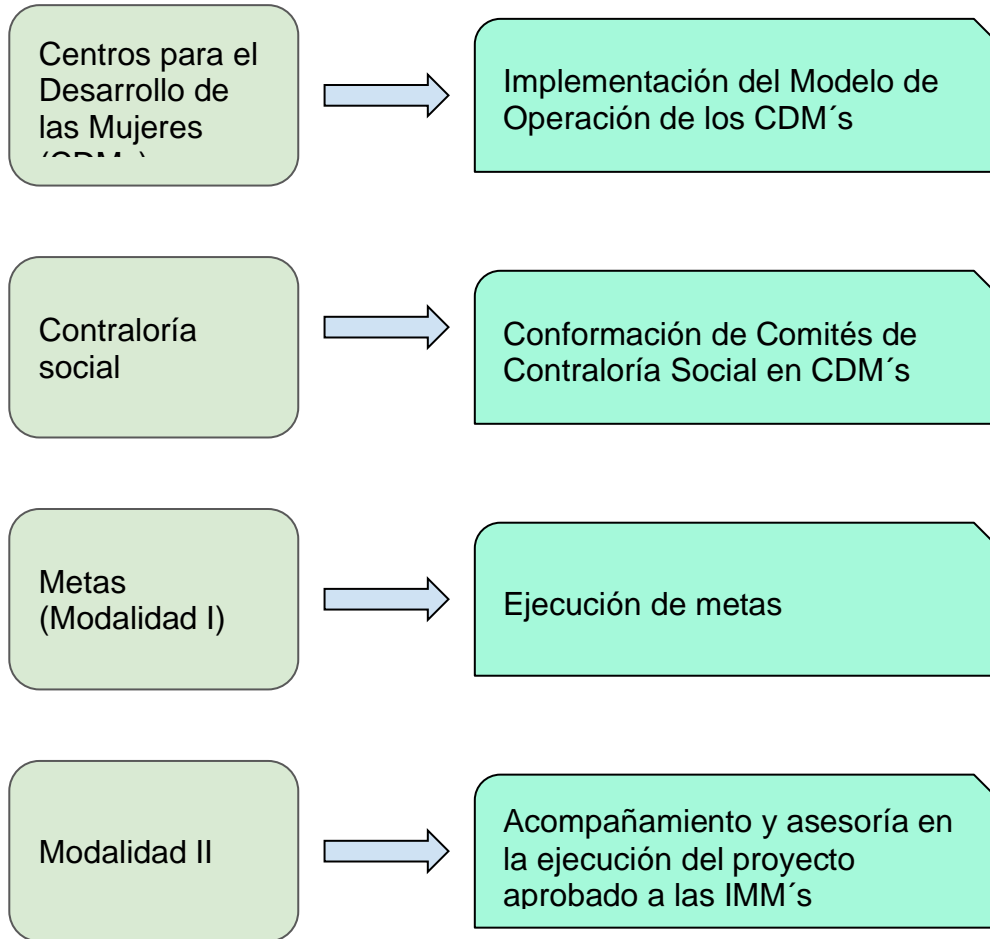 Centros para el
Desarrollo de
las Mujeres
Implementación del Modelo de
Operación de los CDM´s
Contraloría
social
Conformación de Comités de
Contraloría Social en CDM´s
Metas
(Modalidad I)
Ejecución de metas
Modalidad II
Acompañamiento y asesoría en
la ejecución del proyecto
aprobado a las IMM´s